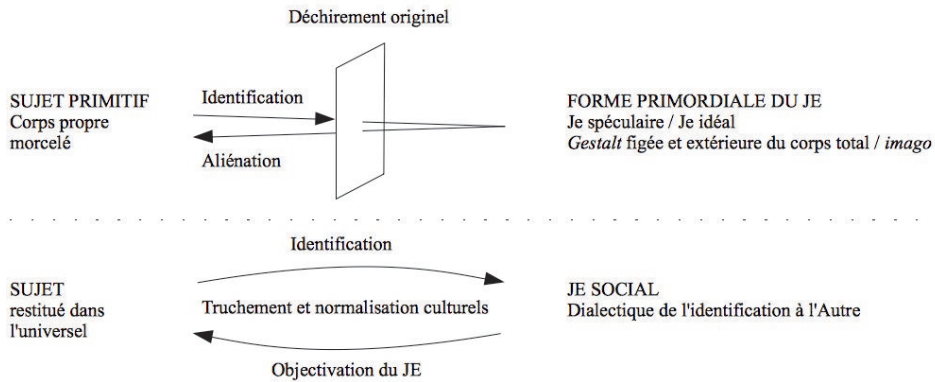 Déchirement originel
SUJET PRIMITIF
Corps propre
morcelé
Identification
Aliénation
FORME PRIMORDIALE DU JE
Je spéculaire / Je idéal
Gestalt figée et extérieure du corps total / imago
Identification
SUJET
restitué dans
l'universel
Truchement et normalisation culturels
JE SOCIAL
Dialectique de l'identification à l'Autre
Objectivation du JE